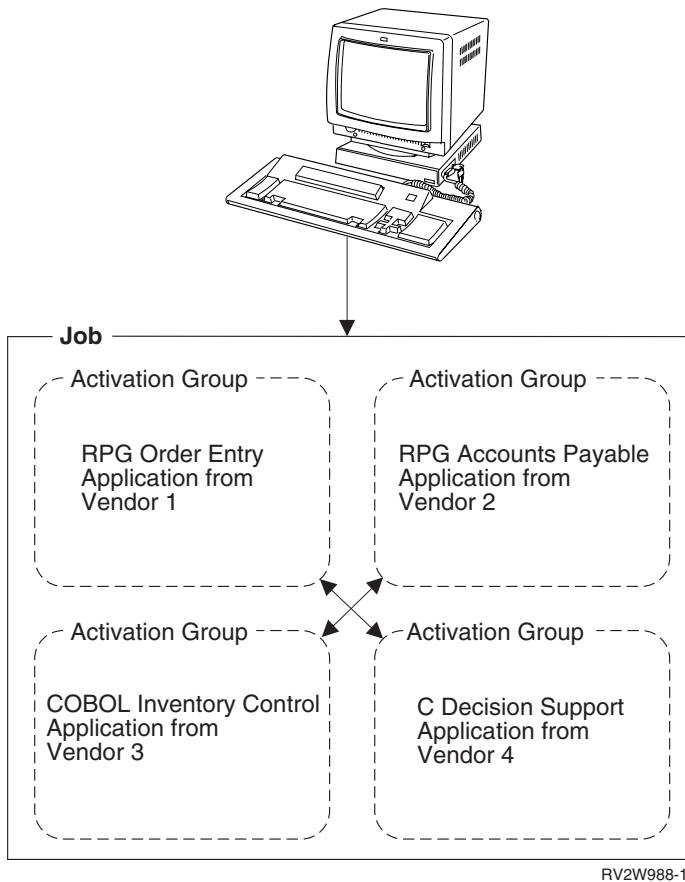 Job
Activation Group
RPG Order Entry
Application from
Vendor 1
Activation Group
RPG Accounts Payable
Application from
Vendor 2
Activation Group
COBOL Inventory Control
Application from
Vendor 3
Activation Group
C Decision Support
Application from
Vendor 4
RV2W988-1